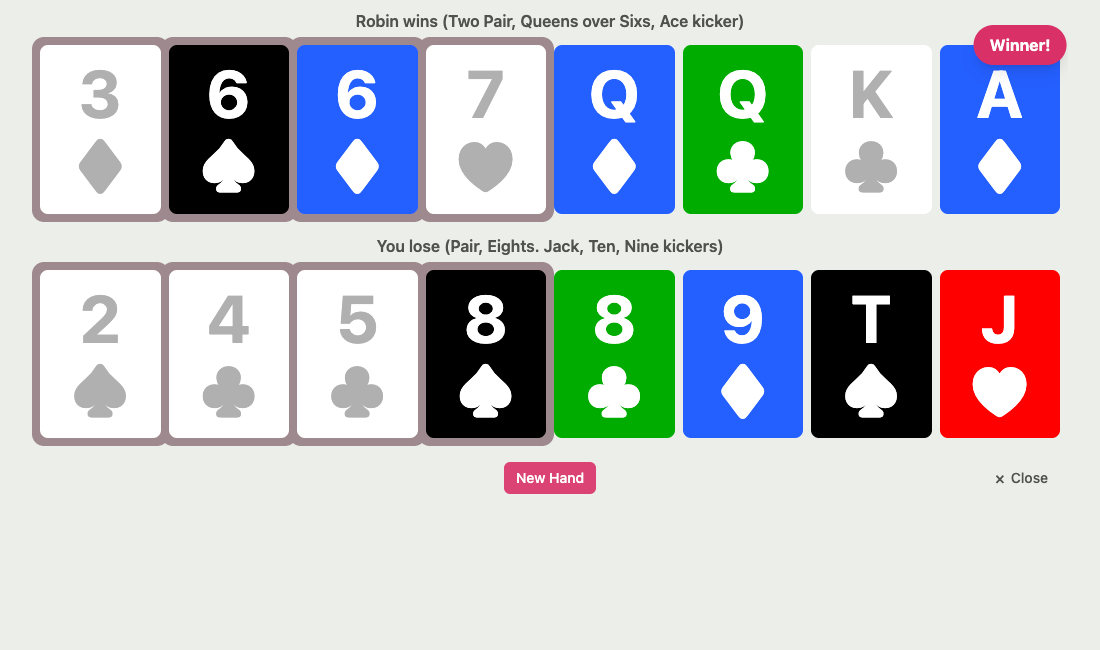 Robin wins (Two Pair, Queens over Sixs, Ace kicker)
Winner!
3 6 6 7 Q Q K A
You lose (Pair, Eights. Jack, Ten, Nine kickers)
2 4 5 8 8 9 T J
New Hand
× Close